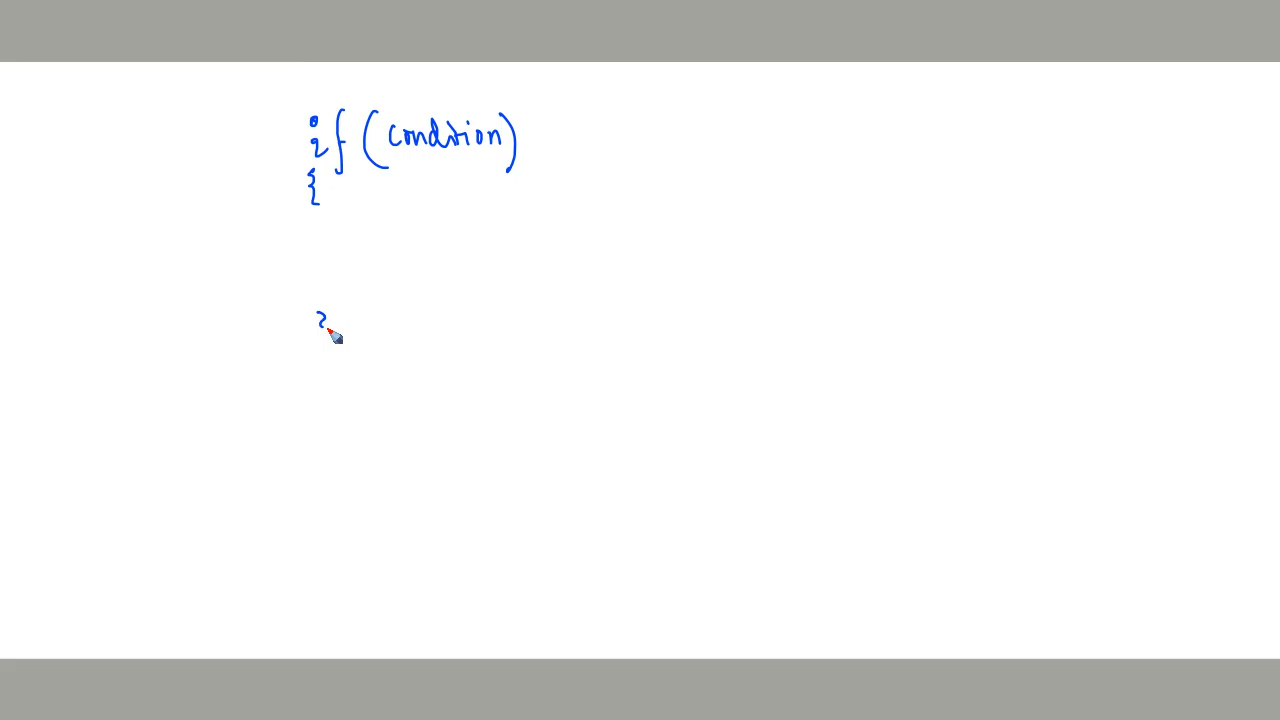 if (condition)
{